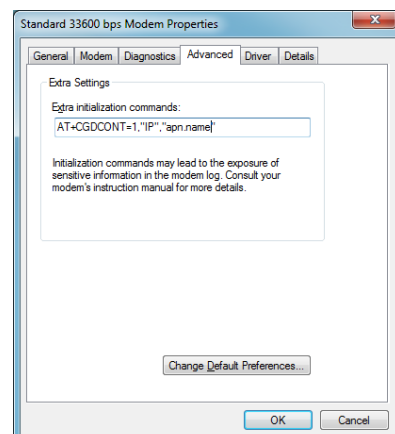 Standard 33600 bps Modem Properties
General Modem Diagnostics Advanced Driver Details
Extra Settings
Extra initialization commands:
AT+CGDCONT=1,"IP","apn.name"
Initialization commands may lead to the exposure of
sensitive information in the modem log. Consult your
modem's instruction manual for more details.
Change Default Preferences...
OK Cancel